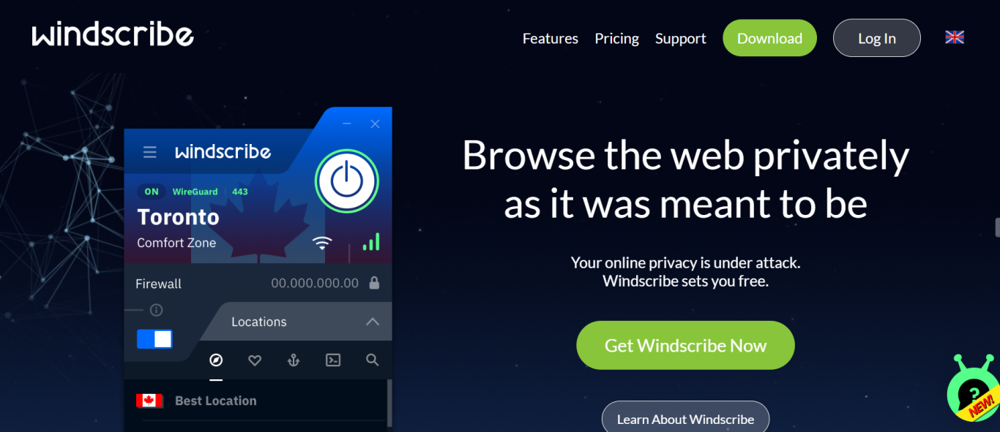 windscribe
Features Pricing Support Download Log In
windscribe
ON WireGuard 443
Toronto
Comfort Zone
Firewall 00.000.000.00
Locations
Best Location
Browse the web privately
as it was meant to be
Your online privacy is under attack.
Windscribe sets you free.
Get Windscribe Now
Learn About Windscribe
?
NEW!